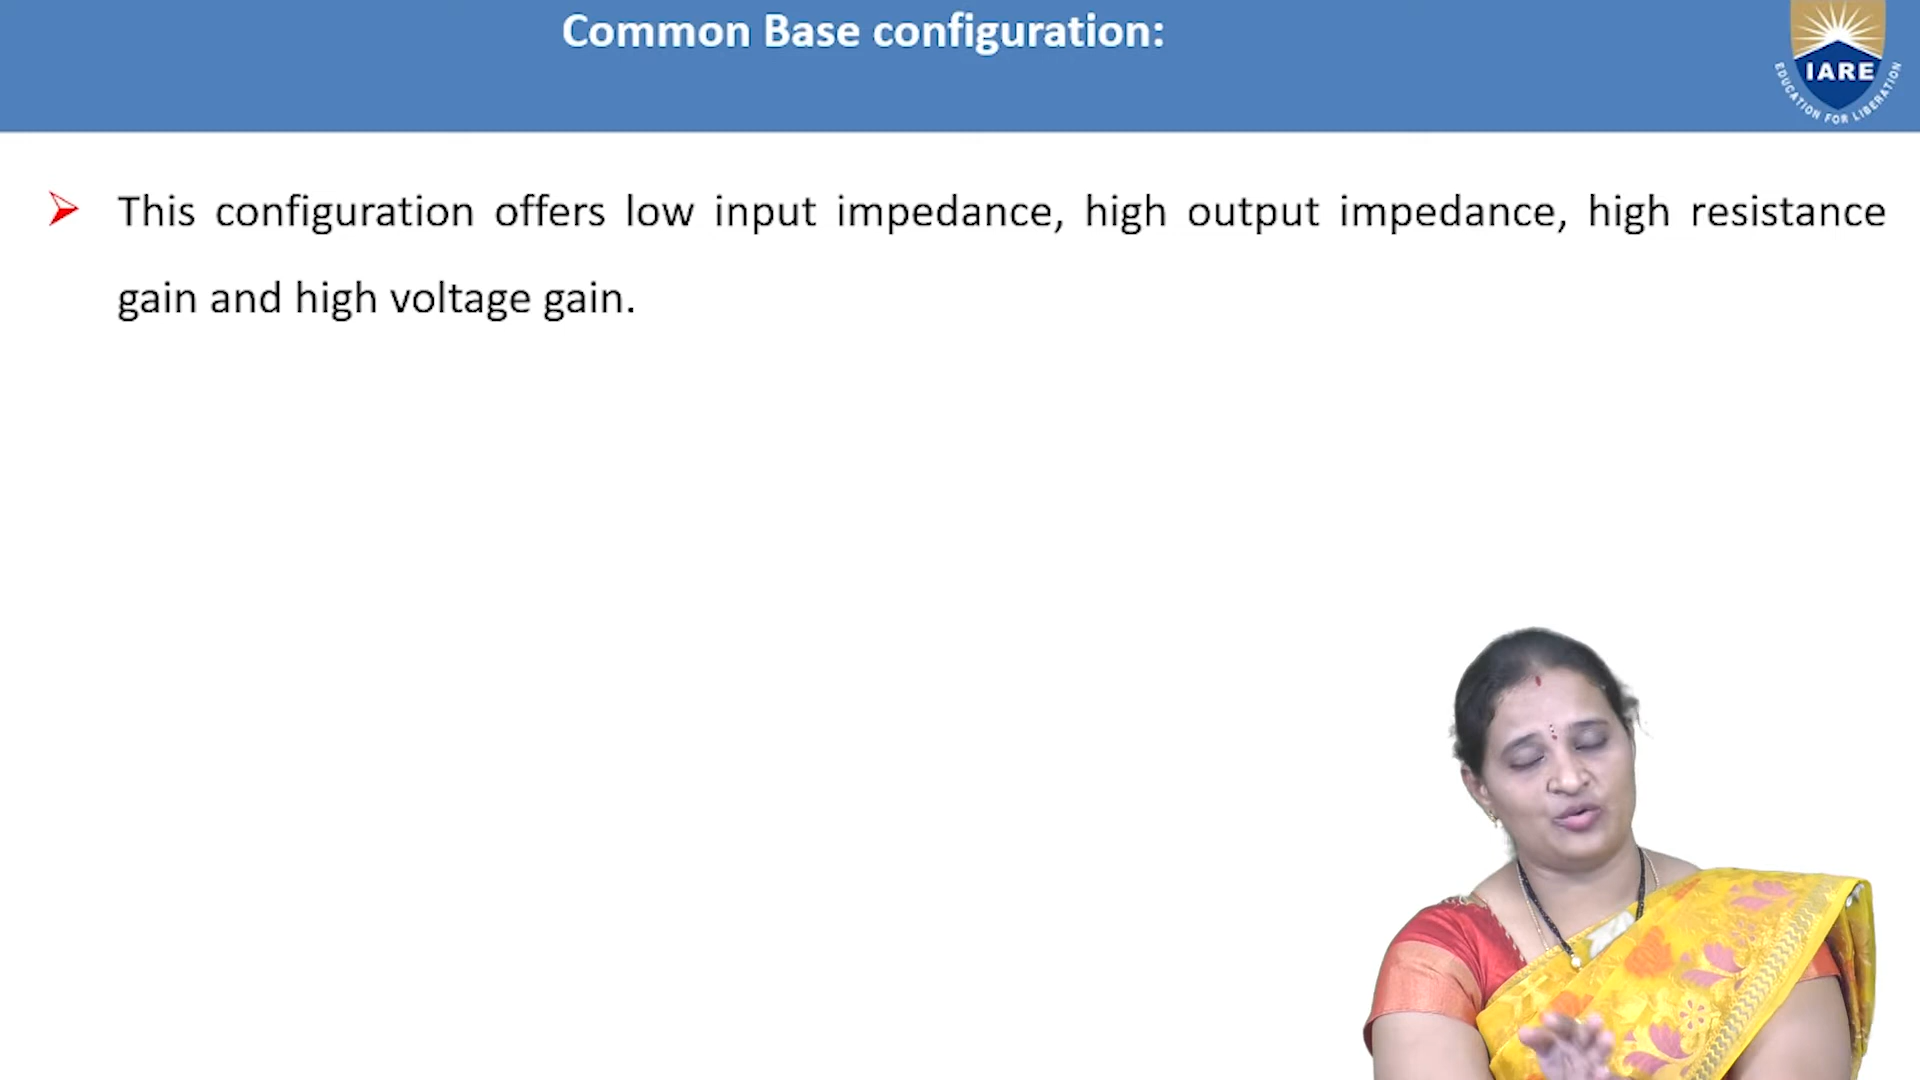 Common Base configuration:
IARE
EDUCATION FOR LIBERATION
This configuration offers low input impedance, high output impedance, high resistance
gain and high voltage gain.